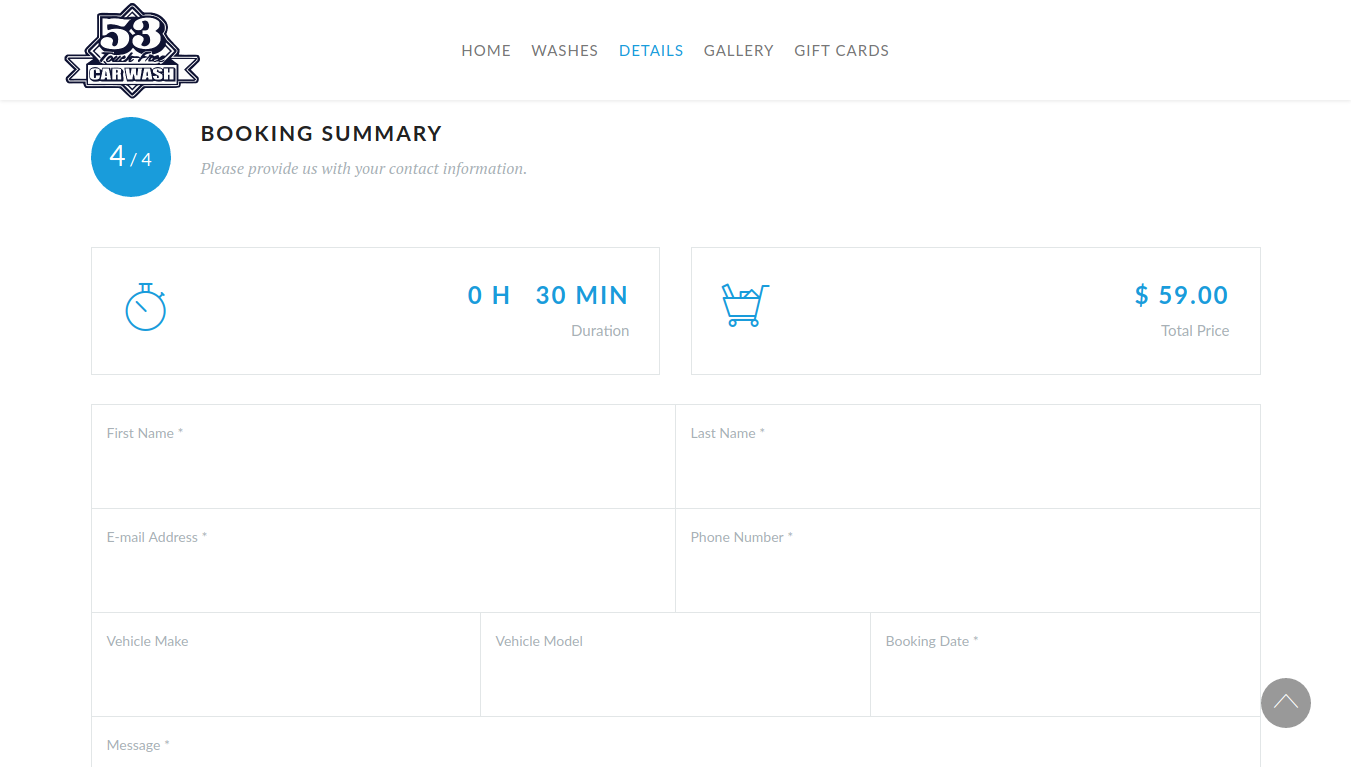 53
Touch Free
CAR WASH
HOME WASHES DETAILS GALLERY GIFT CARDS
4 / 4
BOOKING SUMMARY
Please provide us with your contact information.
0 H 30 MIN
Duration
$ 59.00
Total Price
First Name *
Last Name *
E-mail Address *
Phone Number *
Vehicle Make
Vehicle Model
Booking Date *
Message *